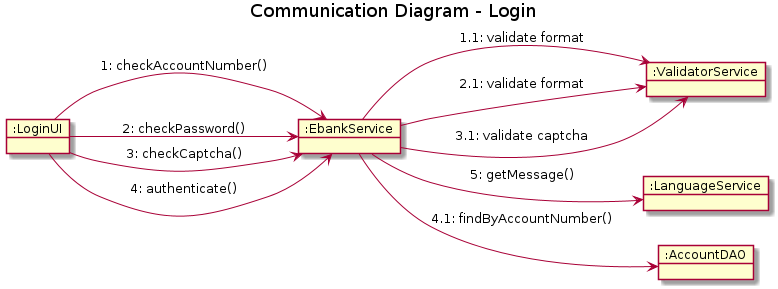 Communication Diagram - Login
1.1: validate format
1: checkAccountNumber()
:ValidatorService
2.1: validate format
:LoginUI
2: checkPassword()
:EbankService
3.1: validate captcha
3: checkCaptcha()
5: getMessage()
4: authenticate()
:LanguageService
4.1: findByAccountNumber()
:AccountDAO